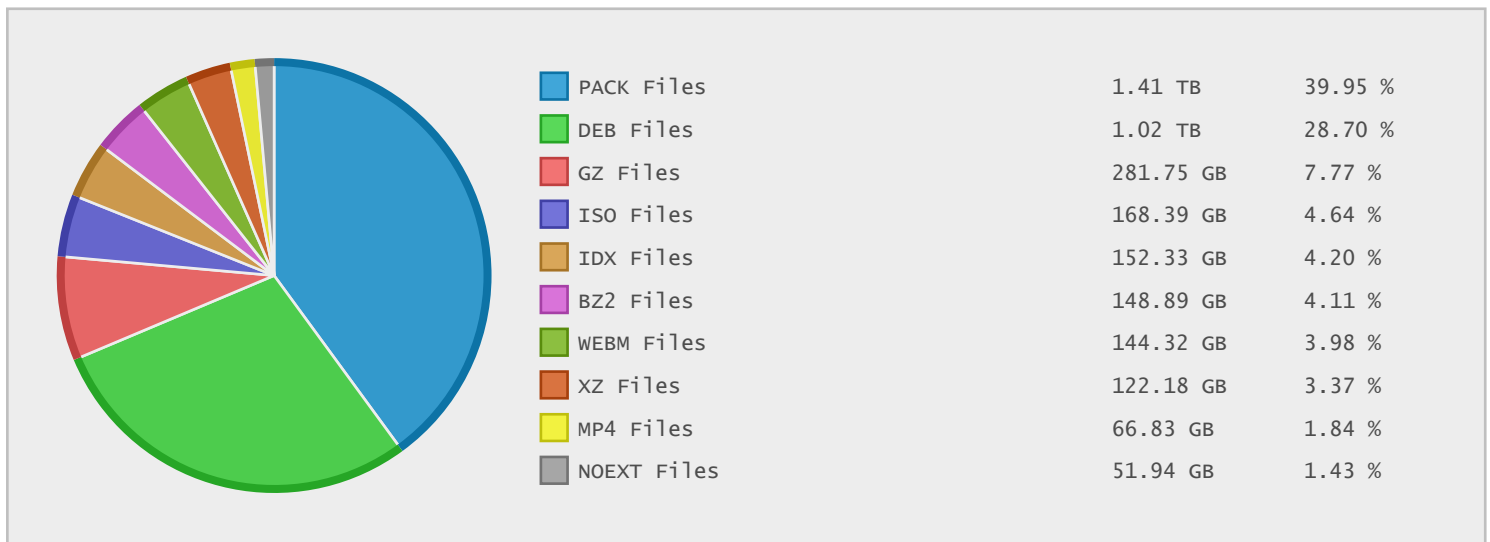 PACK Files 1.41 TB 39.95 %
DEB Files 1.02 TB 28.70 %
GZ Files 281.75 GB 7.77 %
ISO Files 168.39 GB 4.64 %
IDX Files 152.33 GB 4.20 %
BZ2 Files 148.89 GB 4.11 %
WEBM Files 144.32 GB 3.98 %
XZ Files 122.18 GB 3.37 %
MP4 Files 66.83 GB 1.84 %
NOEXT Files 51.94 GB 1.43 %